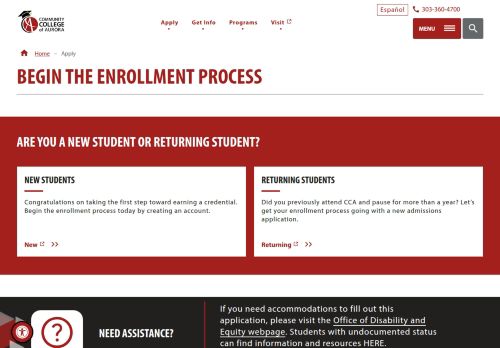 COMMUNITY
COLLEGE
of AURORA
Español
303-360-4700
Apply Get Info Programs Visit
MENU
Home - Apply
BEGIN THE ENROLLMENT PROCESS
ARE YOU A NEW STUDENT OR RETURNING STUDENT?
NEW STUDENTS
Congratulations on taking the first step toward earning a credential.
Begin the enrollment process today by creating an account.
New >>
RETURNING STUDENTS
Did you previously attend CCA and pause for more than a year? Let's
get your enrollment process going with a new admissions
application.
Returning >>
NEED ASSISTANCE?
If you need accommodations to fill out this
application, please visit the Office of Disability and
Equity webpage. Students with undocumented status
can find information and resources HERE.